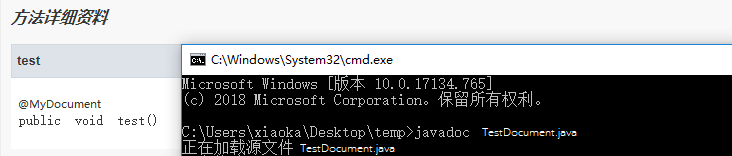 方法详细资料
test
@MyDocument
public void test()
C:\Windows\System32\cmd.exe
Microsoft Windows [版本 10.0.17134.765]
(c) 2018 Microsoft Corporation。保留所有权利。
C:\Users\xiaoka\Desktop\temp>javadoc TestDocument.java
正在加载源文件 TestDocument.java